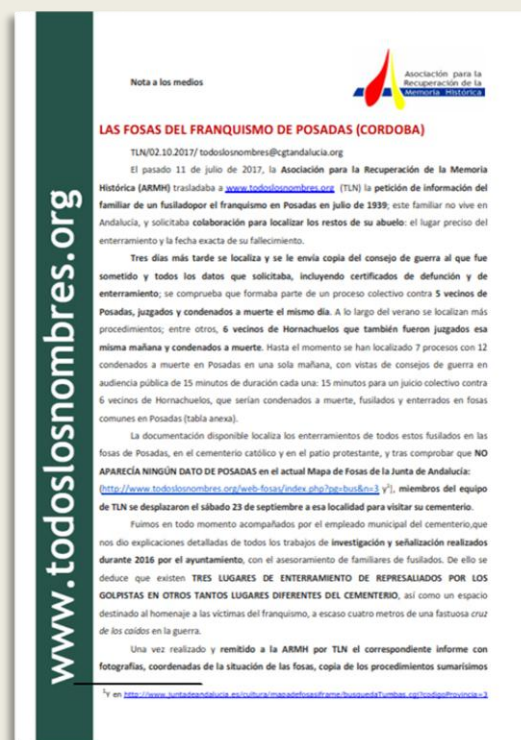 Nota a los medios
Asociación para la
Recuperación de la
Memoria Histórica
LAS FOSAS DEL FRANQUISMO DE POSADAS (CORDOBA)
TLN/02.10.2017/ todoslosnombres@cgtandalucia.org
El pasado 11 de julio de 2017, la Asociación para la Recuperación de la Memoria
Histórica (ARMH) trasladaba a www.todoslosnombres.org (TLN) la petición de información del
familiar de un fusiladopor el franquismo en Posadas en julio de 1939; este familiar no vive en
Andalucía, y solicitaba colaboración para localizar los restos de su abuelo: el lugar preciso del
enterramiento y la fecha exacta de su fallecimiento.
Tres días más tarde se localiza y se le envía copia del consejo de guerra al que fue
sometido y todos los datos que solicitaba, incluyendo certificados de defunción y de
enterramiento; se comprueba que formaba parte de un proceso colectivo contra 5 vecinos de
Posadas, juzgados y condenados a muerte el mismo día. A lo largo del verano se localizan más
procedimientos; entre otros, 6 vecinos de Hornachuelos que también fueron juzgados esa
misma mañana y condenados a muerte. Hasta el momento se han localizado 7 procesos con 12
condenados a muerte en Posadas en una sola mañana, con vistas de consejos de guerra en
audiencia pública de 15 minutos de duración cada una: 15 minutos para un juicio colectivo contra
6 vecinos de Hornachuelos, que serían condenados a muerte, fusilados y enterrados en fosas
comunes en Posadas (tabla anexa).
La documentación disponible localiza los enterramientos de todos estos fusilados en las
fosas de Posadas, en el cementerio católico y en el patio protestante, y tras comprobar que NO
APARECÍA NINGÚN DATO DE POSADAS en el actual Mapa de Fosas de la Junta de Andalucía:
(http://www.todoslosnombres.org/web-fosas/index.php?pg=bus&n=3 y¹), miembros del equipo
de TLN se desplazaron el sábado 23 de septiembre a esa localidad para visitar su cementerio.
Fuimos en todo momento acompañados por el empleado municipal del cementerio,que
nos dio explicaciones detalladas de todos los trabajos de investigación y señalización realizados
durante 2016 por el ayuntamiento, con el asesoramiento de familiares de fusilados. De ello se
deduce que existen TRES LUGARES DE ENTERRAMIENTO DE REPRESALIADOS POR LOS
GOLPISTAS EN OTROS TANTOS LUGARES DIFERENTES DEL CEMENTERIO, así como un espacio
destinado al homenaje a las víctimas del franquismo, a escaso cuatro metros de una fastuosa cruz
de los caídos en la guerra.
Una vez realizado y remitido a la ARMH por TLN el correspondiente informe con
fotografías, coordenadas de la situación de las fosas, copia de los procedimientos sumarísimos
¹Y en http://www.juntadeandalucia.es/cultura/mapadefosasiframe/busquedaTumbas.cgi?codigoProvincia=3
www.todoslosnombres.org